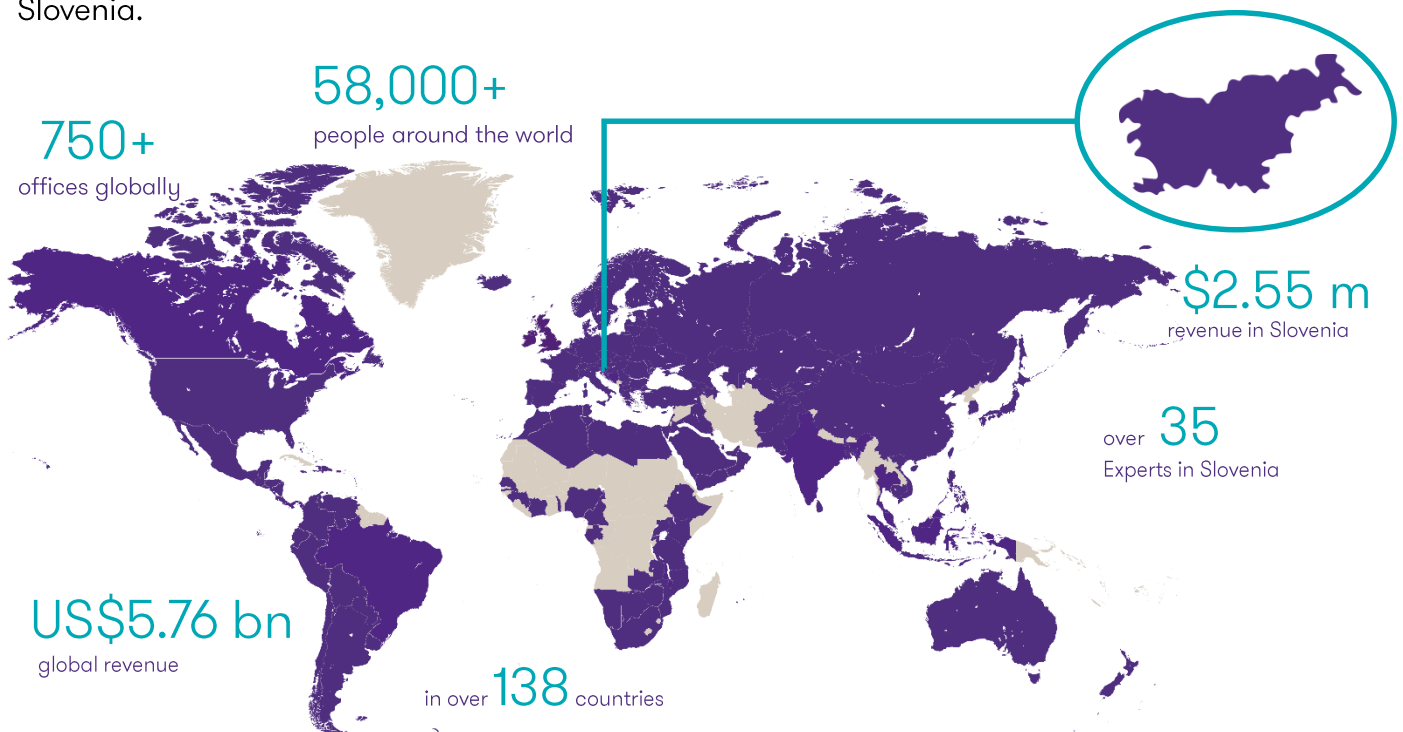 Slovenia.
58,000+
people around the world
750+
offices globally
$2.55 m
revenue in Slovenia
over 35
Experts in Slovenia
US$5.76 bn
global revenue
in over 138 countries